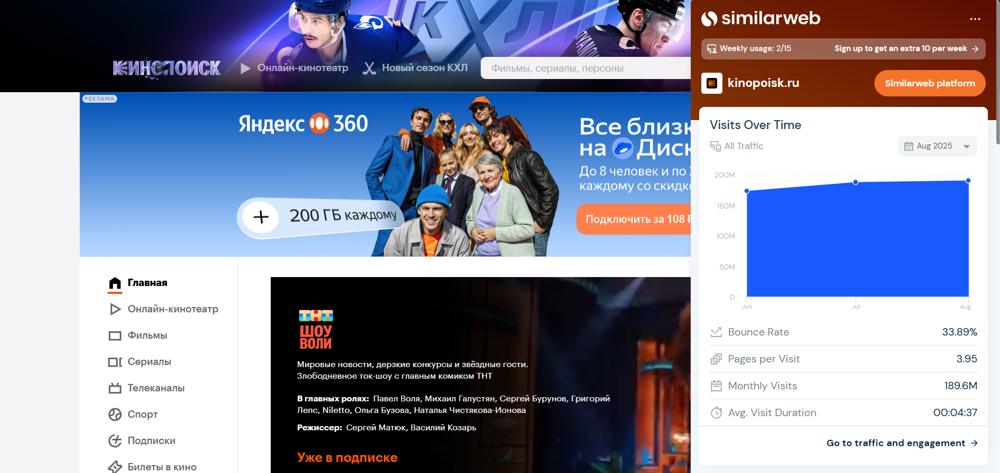 КИНОПОИСК
Онлайн-кинотеатр
Новый сезон КХЛ
Фильмы, сериалы, персоны
КХЛ
РЕКЛАМА
Яндекс 360
200 ГБ каждому
Все близк
на Диск
До 8 человек и по 2
каждому со скидк
Подключить за 108 ₽
Главная
Онлайн-кинотеатр
Фильмы
Сериалы
Телеканалы
Спорт
Подписки
Билеты в кино
ТНТ
ШОУ
ВОЛИ
Мировые новости, дерзкие конкурсы и звёздные гости.
Злободневное ток-шоу с главным комиком ТНТ
В главных ролях: Павел Воля, Михаил Галустян, Сергей Бурунов, Григорий
Лепс, Niletto, Ольга Бузова, Наталья Чистякова-Ионова
Режиссер: Сергей Матюк, Василий Козарь
Уже в подписке
similarweb
Weekly usage: 2/15
Sign up to get an extra 10 per week →
kinopoisk.ru
Similarweb platform
Visits Over Time
All Traffic
Aug 2025
200M
150M
100M
50M
0
Jun Jul Aug
Bounce Rate 33.89%
Pages per Visit 3.95
Monthly Visits 189.6M
Avg. Visit Duration 00:04:37
Go to traffic and engagement →